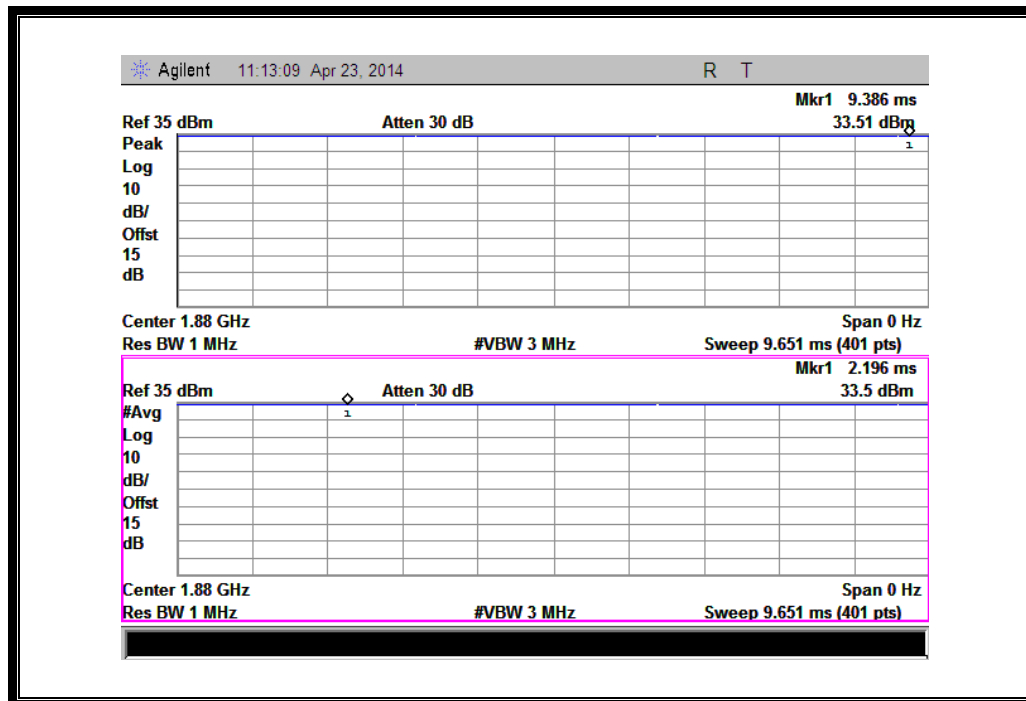 Agilent 11:13:09 Apr 23, 2014 R T
Mkr1 9.386 ms
Ref 35 dBm Atten 30 dB 33.51 dBm
Peak
1
Log
10
dB/
Offst
15
dB
Center 1.88 GHz Span 0 Hz
Res BW 1 MHz #VBW 3 MHz Sweep 9.651 ms (401 pts)
Mkr1 2.196 ms
Ref 35 dBm Atten 30 dB 33.5 dBm
#Avg
1
Log
10
dB/
Offst
15
dB
Center 1.88 GHz Span 0 Hz
Res BW 1 MHz #VBW 3 MHz Sweep 9.651 ms (401 pts)